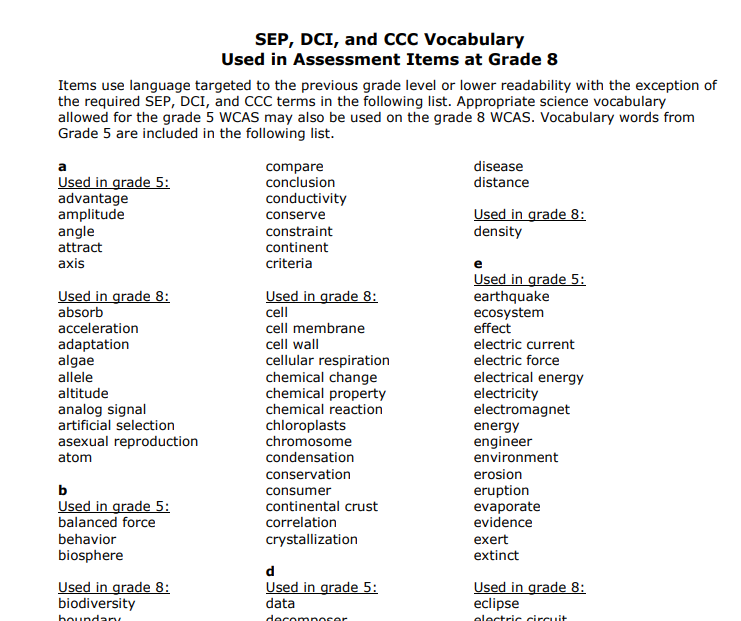 SEP, DCI, and CCC Vocabulary
Used in Assessment Items at Grade 8
Items use language targeted to the previous grade level or lower readability with the exception of
the required SEP, DCI, and CCC terms in the following list. Appropriate science vocabulary
allowed for the grade 5 WCAS may also be used on the grade 8 WCAS. Vocabulary words from
Grade 5 are included in the following list.
a
Used in grade 5:
advantage
amplitude
angle
attract
axis
Used in grade 8:
absorb
acceleration
adaptation
algae
allele
altitude
analog signal
artificial selection
asexual reproduction
atom
b
Used in grade 5:
balanced force
behavior
biosphere
Used in grade 8:
biodiversity
boundary
compare
conclusion
conductivity
conserve
constraint
continent
criteria
Used in grade 8:
cell
cell membrane
cell wall
cellular respiration
chemical change
chemical property
chemical reaction
chloroplasts
chromosome
condensation
conservation
consumer
continental crust
correlation
crystallization
d
Used in grade 5:
data
decomposer
disease
distance
Used in grade 8:
density
e
Used in grade 5:
earthquake
ecosystem
effect
electric current
electric force
electrical energy
electricity
electromagnet
energy
engineer
environment
erosion
eruption
evaporate
evidence
exert
extinct
Used in grade 8:
eclipse
electric circuit